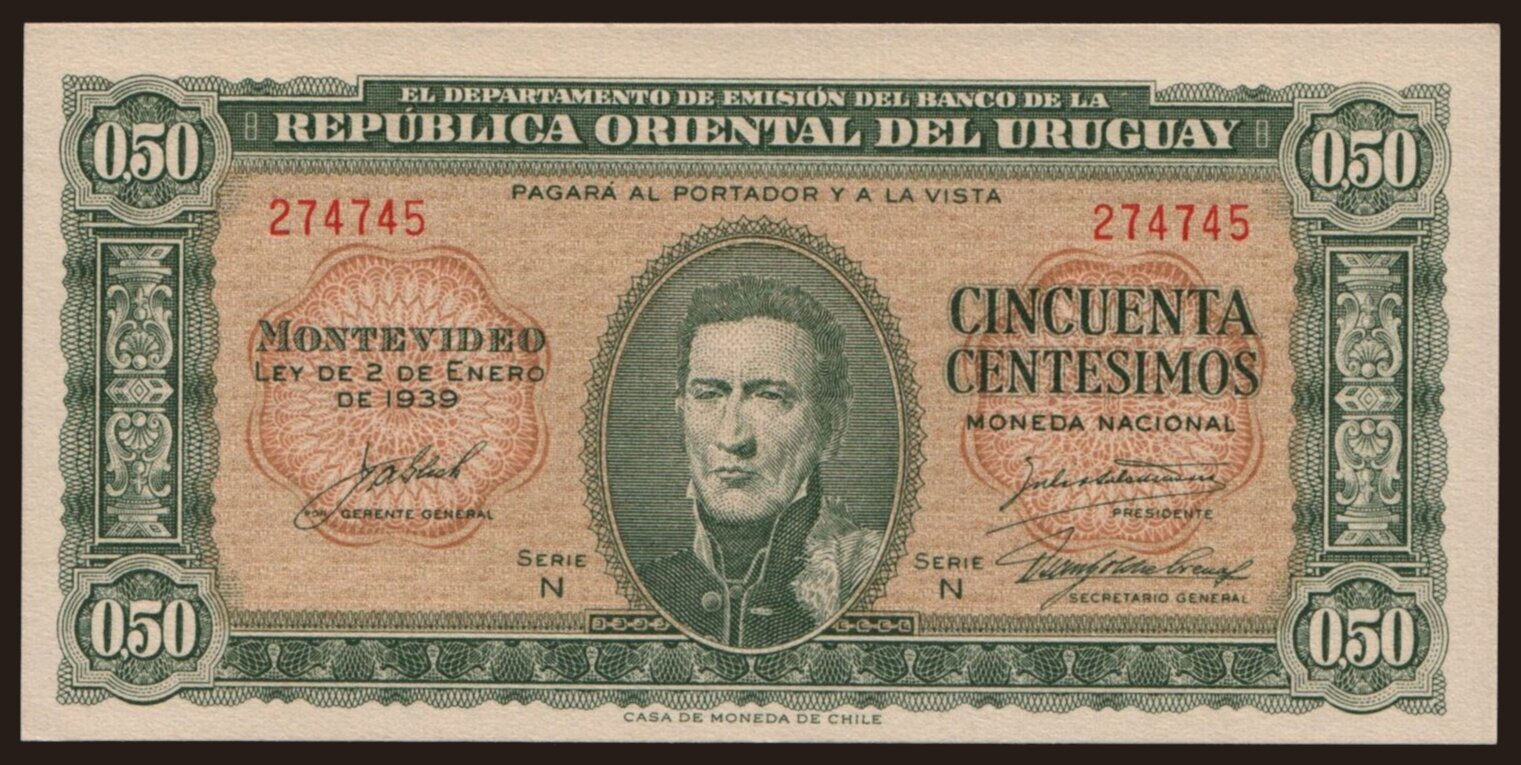 EL DEPARTAMENTO DE EMISIÓN DEL BANCO DE LA
REPÚBLICA ORIENTAL DEL URUGUAY
0,50
0,50
PAGARÁ AL PORTADOR Y A LA VISTA
274745
274745
MONTEVIDEO
LEY DE 2 DE ENERO
DE 1939
CINCUENTA
CENTESIMOS
MONEDA NACIONAL
POR GERENTE GENERAL
PRESIDENTE
SERIE
N
SERIE
N
SECRETARIO GENERAL
0,50
0,50
CASA DE MONEDA DE CHILE